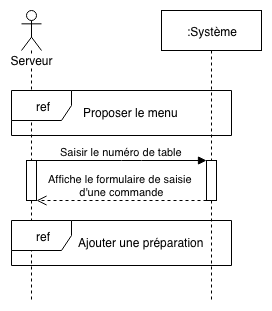 :Système
Serveur
ref
Proposer le menu
Saisir le numéro de table
Affiche le formulaire de saisie
d'une commande
ref
Ajouter une préparation